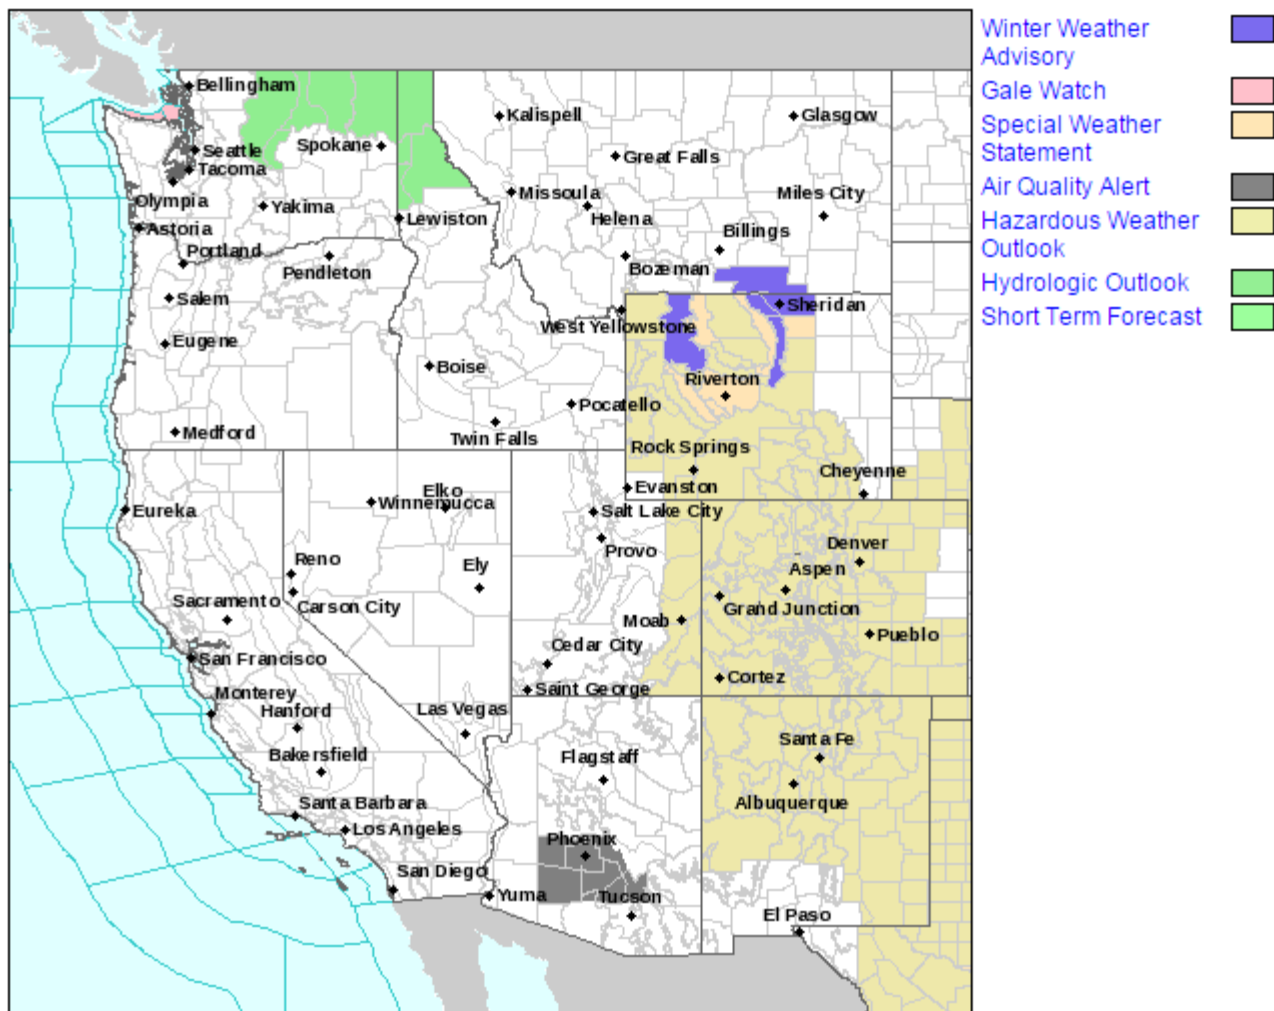 Winter Weather
Advisory
Gale Watch
Special Weather
Statement
Air Quality Alert
Hazardous Weather
Outlook
Hydrologic Outlook
Short Term Forecast
Bellingham
Kalispell
Glasgow
Seattle
Spokane
Great Falls
Tacoma
Olympia
Yakima
Missoula
Miles City
Helena
Lewiston
Astoria
Billings
Portland
Pendleton
Bozeman
Salem
Sheridan
West Yellowstone
Eugene
Boise
Riverton
Pocatello
Medford
Twin Falls
Rock Springs
Cheyenne
Evanston
Elko
Winnemucca
Eureka
Salt Lake City
Provo
Denver
Reno
Ely
Aspen
Sacramento
Carson City
Grand Junction
Moab
Pueblo
Cedar City
San Francisco
Cortez
Saint George
Monterey
Hanford
Las Vegas
Santa Fe
Bakersfield
Flagstaff
Albuquerque
Santa Barbara
Los Angeles
Phoenix
San Diego
Yuma
Tucson
El Paso